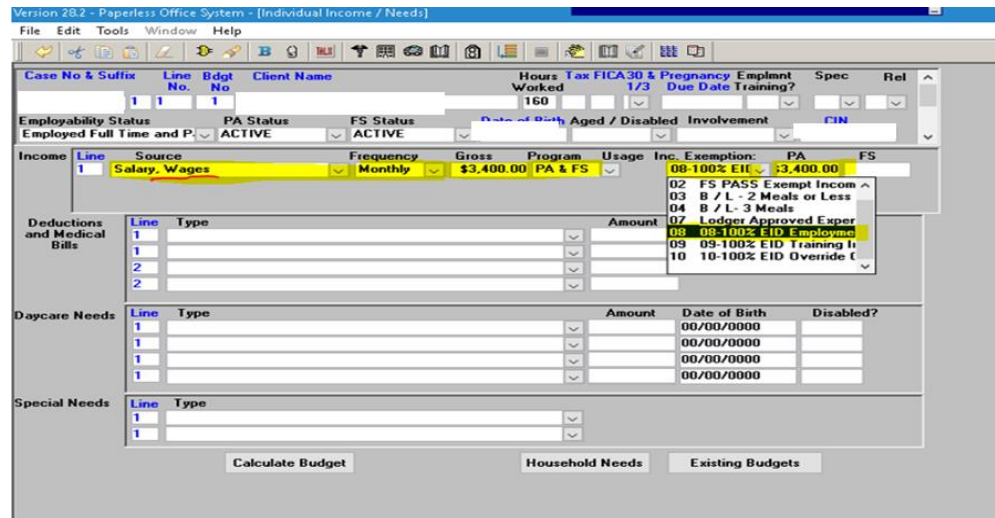 Version 28.2 - Paperless Office System - [Individual Income / Needs]
File Edit Tools Window Help
Case No & Suffix Line No. Bdgt No Client Name Hours Worked Tax FICA 30 & 1/3 Pregnancy Due Date Emplmnt Training? Spec Rel
1 1 1 160
Employability Status PA Status FS Status Date of Birth Aged / Disabled Involvement CIN
Employed Full Time and P. ACTIVE ACTIVE
Income Line Source Frequency Gross Program Usage Inc. Exemption: PA FS
1 Salary, Wages Monthly $3,400.00 PA & FS 08-100% EID $3,400.00
02 FS PASS Exempt Incom
03 B / L - 2 Meals or Less
04 B / L- 3 Meals
07 Lodger Approved Exper
08 08-100% EID Employme
09 09-100% EID Training I
10 10-100% EID Override
Deductions and Medical Bills Line Type Amount
1
1
2
2
Daycare Needs Line Type Amount Date of Birth Disabled?
1 00/00/0000
1 00/00/0000
1 00/00/0000
1 00/00/0000
Special Needs Line Type
1
1
Calculate Budget Household Needs Existing Budgets